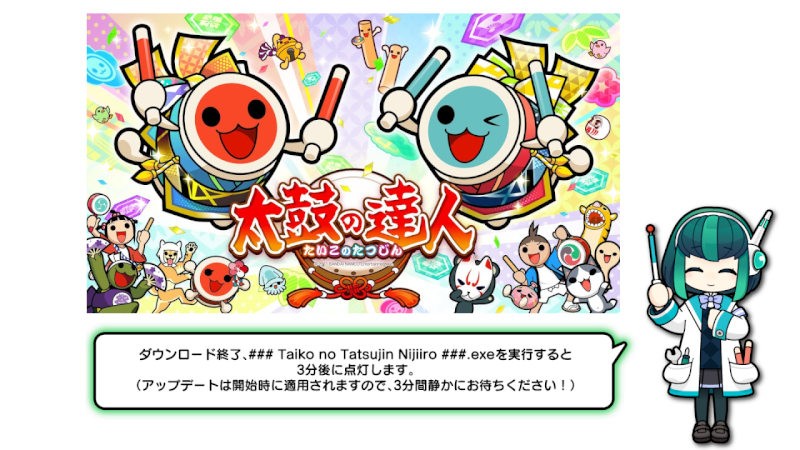 太鼓の達人
たいこのたつじん
ダウンロード終了、### Taiko no Tatsujin Nijiiro ###.exeを実行すると
3分後に点灯します。
（アップデートは開始時に適用されますので、3分間静かにお待ちください！）